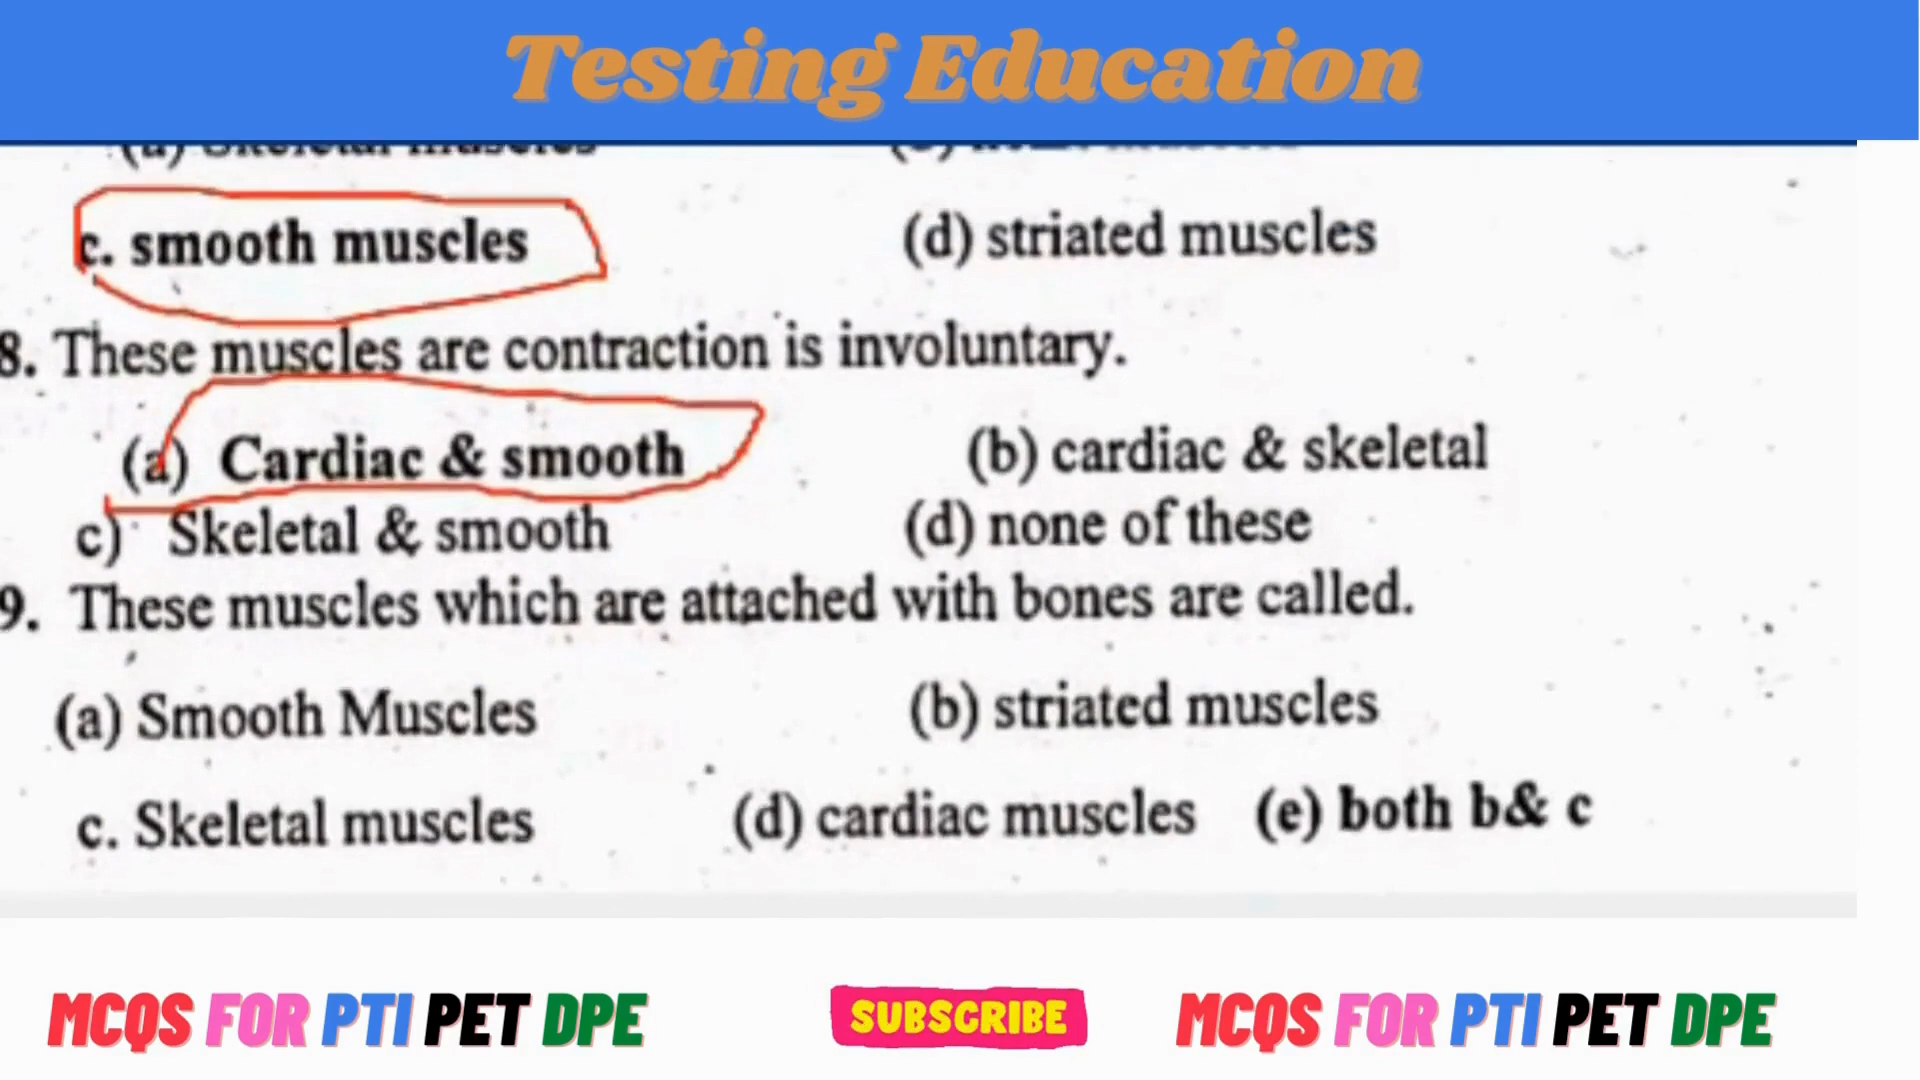 Testing Education
(a) Skeletal muscles
c. smooth muscles (d) striated muscles
8. These muscles are contraction is involuntary.
(a) Cardiac & smooth (b) cardiac & skeletal
c) Skeletal & smooth (d) none of these
9. These muscles which are attached with bones are called.
(a) Smooth Muscles (b) striated muscles
c. Skeletal muscles (d) cardiac muscles (e) both b& c
MCQS FOR PTI PET DPE SUBSCRIBE MCQS FOR PTI PET DPE